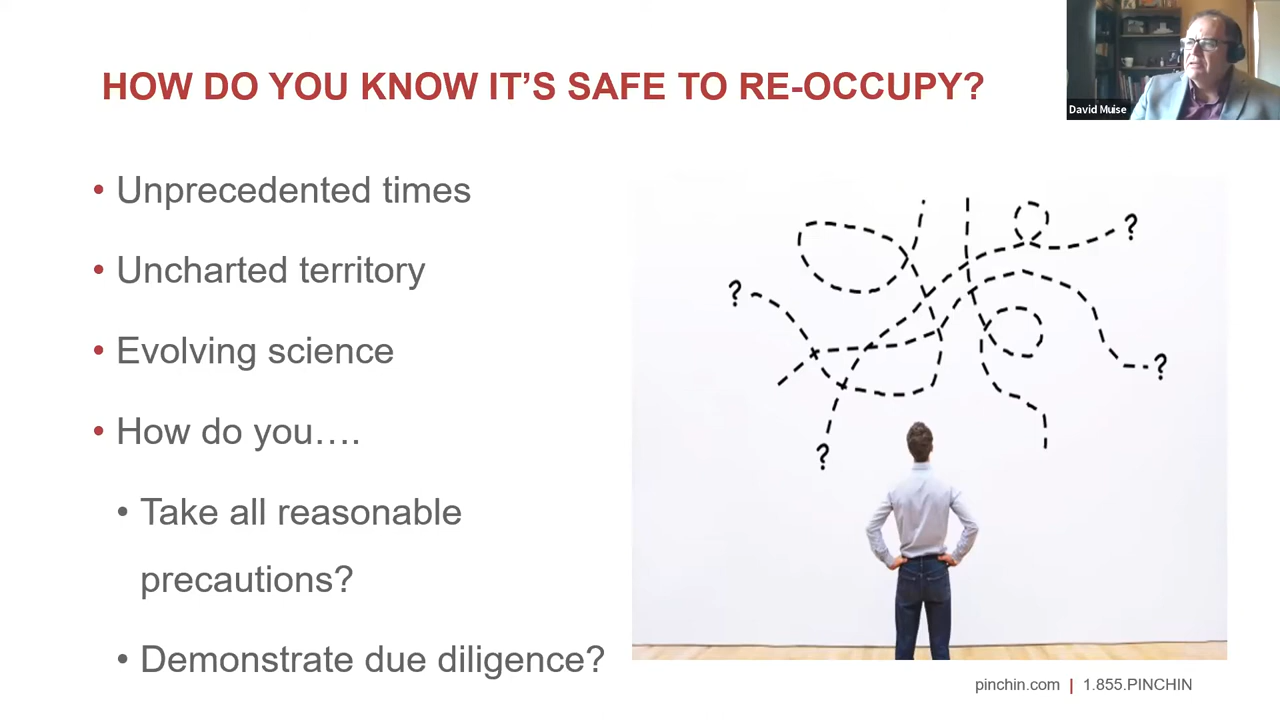 HOW DO YOU KNOW IT’S SAFE TO RE-OCCUPY?
David Muise
• Unprecedented times
• Uncharted territory
• Evolving science
• How do you….
• Take all reasonable
precautions?
• Demonstrate due diligence?
?
?
?
?
pinchin.com | 1.855.PINCHIN